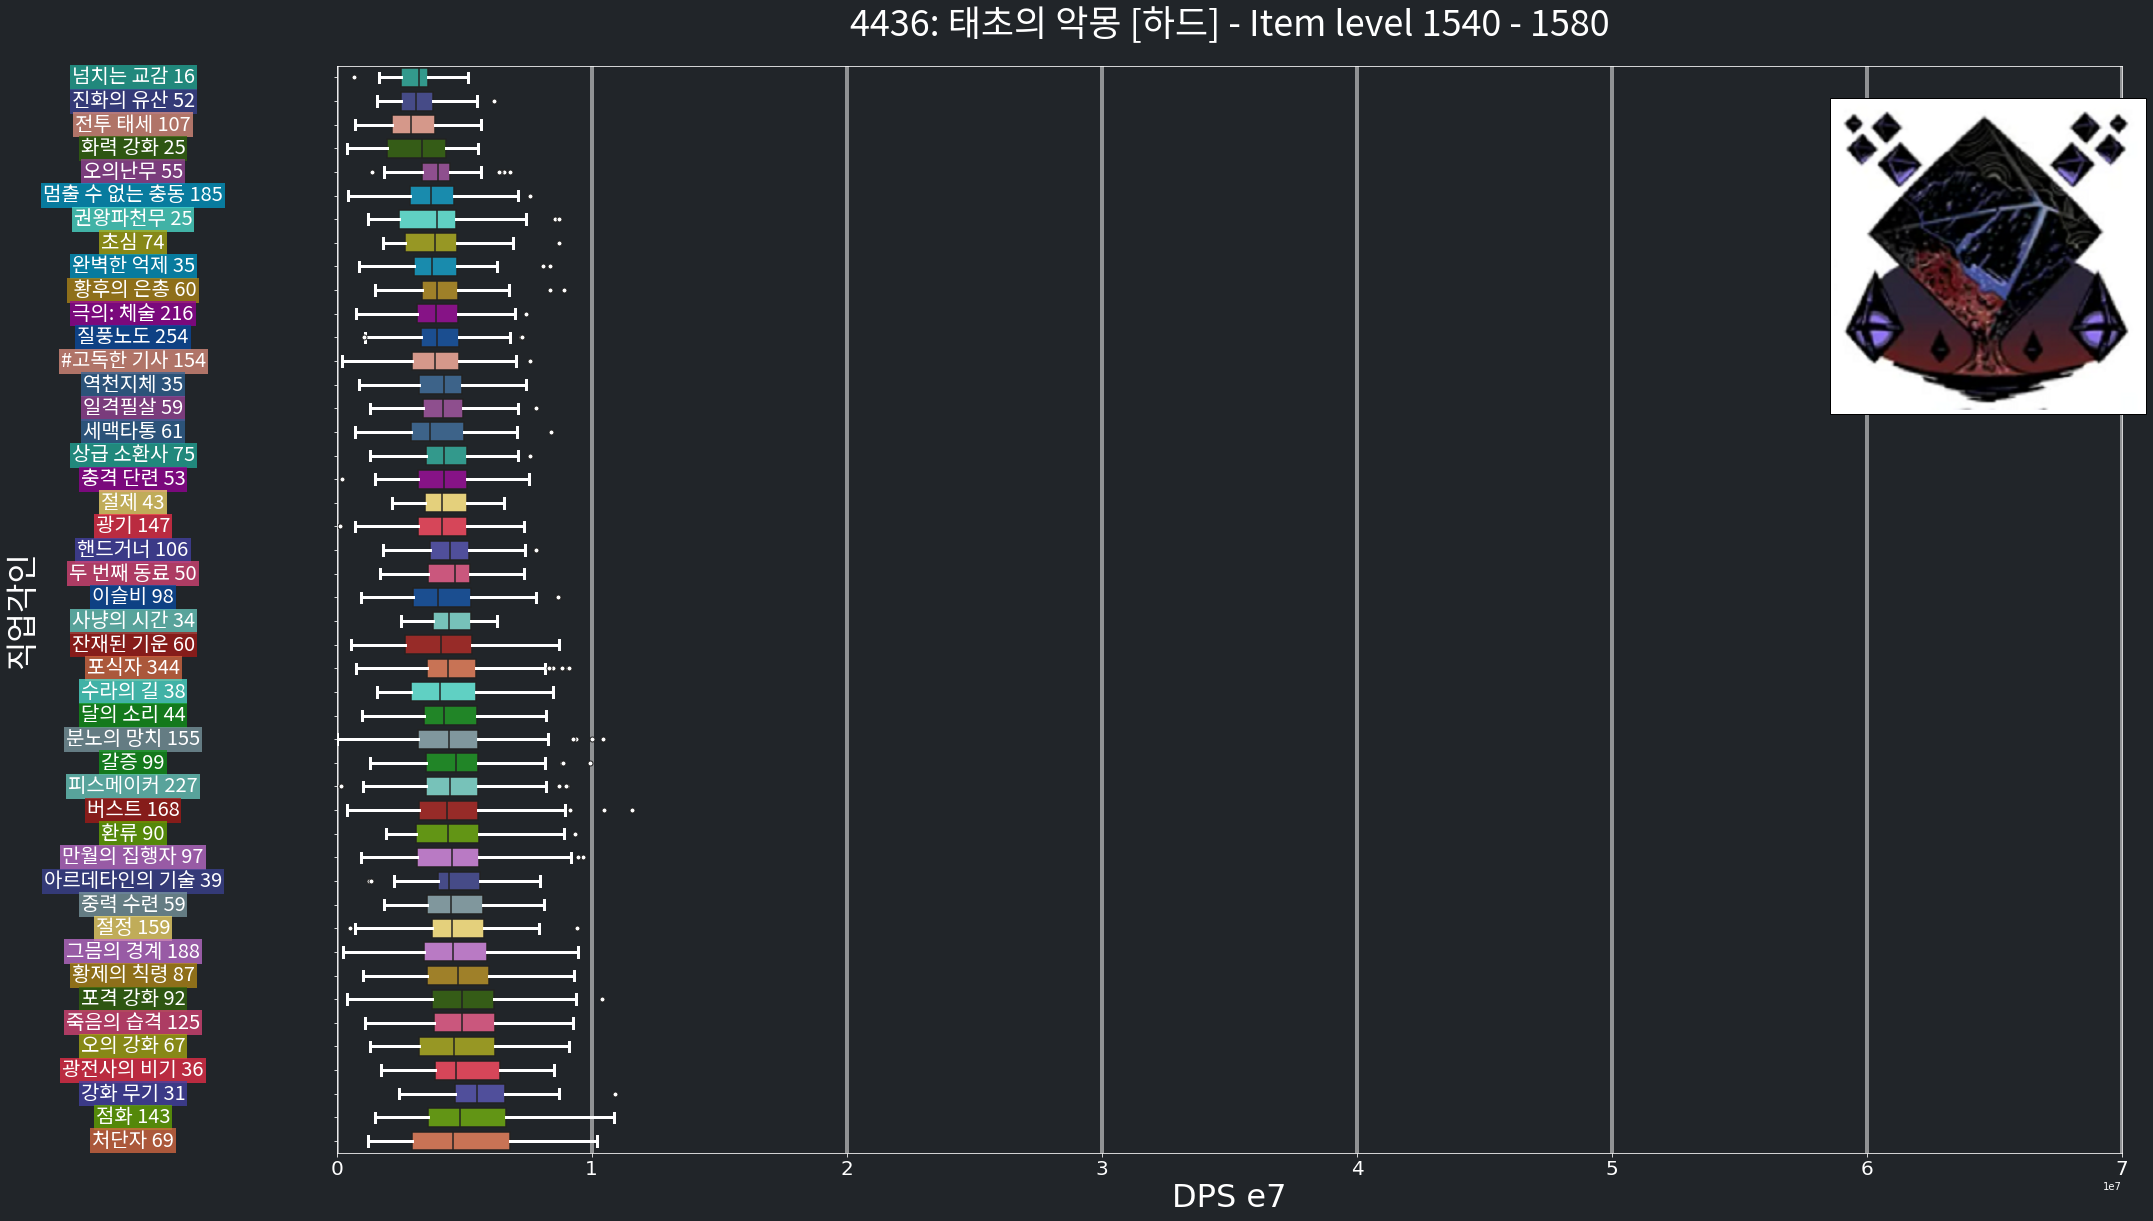 4436: 태초의 악몽 [하드] - Item level 1540 - 1580
넘치는 교감 16
진화의 유산 52
전투 태세 107
화력 강화 25
오의난무 55
멈출 수 없는 충동 185
권왕파천무 25
초심 74
완벽한 억제 35
황후의 은총 60
극의: 체술 216
질풍노도 254
#고독한 기사 154
역천지체 35
일격필살 59
세맥타통 61
상급 소환사 75
충격 단련 53
절제 43
광기 147
핸드거너 106
두 번째 동료 50
이슬비 98
사냥의 시간 34
잔재된 기운 60
포식자 344
수라의 길 38
달의 소리 44
분노의 망치 155
갈증 99
피스메이커 227
버스트 168
환류 90
만월의 집행자 97
아르데타인의 기술 39
중력 수련 59
절정 159
그믐의 경계 188
황제의 칙령 87
포격 강화 92
죽음의 습격 125
오의 강화 67
광전사의 비기 36
강화 무기 31
점화 143
처단자 69
직업각인
0 1 2 3 4 5 6 7
1e7
DPS e7